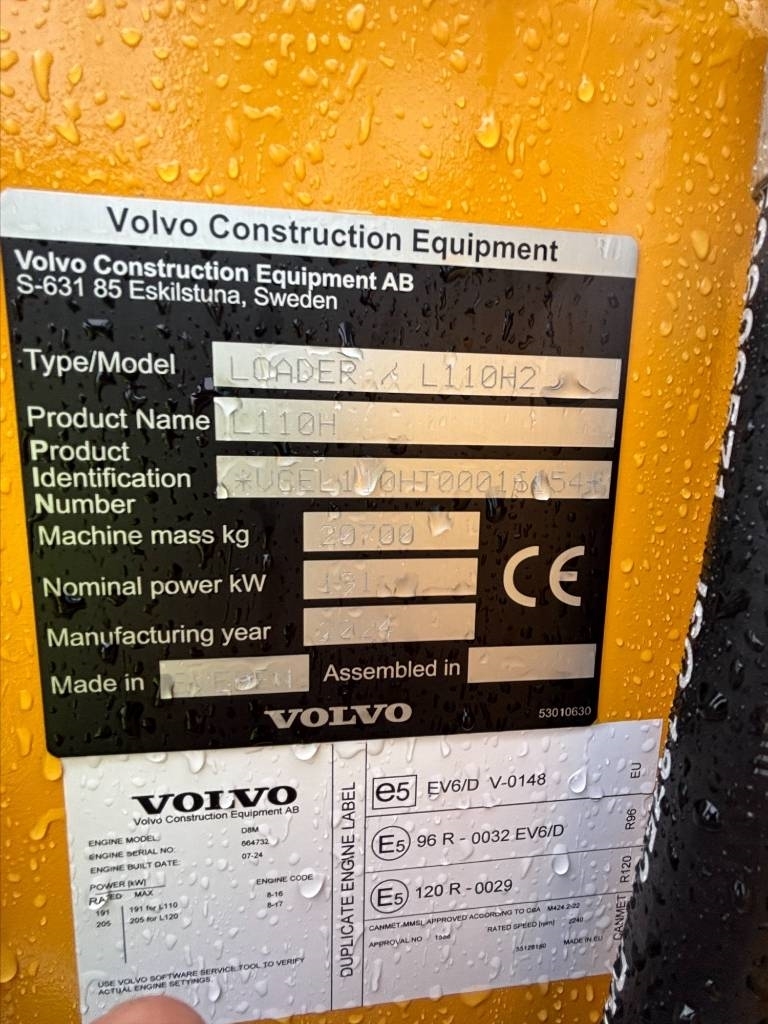 Volvo Construction Equipment
Volvo Construction Equipment AB
S-631 85 Eskilstuna, Sweden
Type/Model LOADER / L110H2
Product Name L110H
Product
Identification
Number
Machine mass kg 20700
Nominal power kW 191
Manufacturing year
Made in
Assembled in
CE
VOLVO
53010630
VOLVO
Volvo Construction Equipment AB
ENGINE MODEL: D8M
ENGINE SERIAL NO: 664732
ENGINE BUILT DATE: 07-24
POWER [kW] ENGINE CODE
RATED MAX
191 191 for L110 8-16
205 205 for L120 8-17
USE VOLVO SOFTWARE SERVICE TOOL TO VERIFY
ACTUAL ENGINE SETTINGS
DUPLICATE ENGINE LABEL
e5 EV6/D V-0148 EU
E5 96 R - 0032 EV6/D R96
E5 120 R - 0029 R120
CANMET-MMSL APPROVED ACCORDING TO CSA M424.2-22
APPROVAL NO RATED SPEED [rpm] 2240
MADE IN EU
CANMET